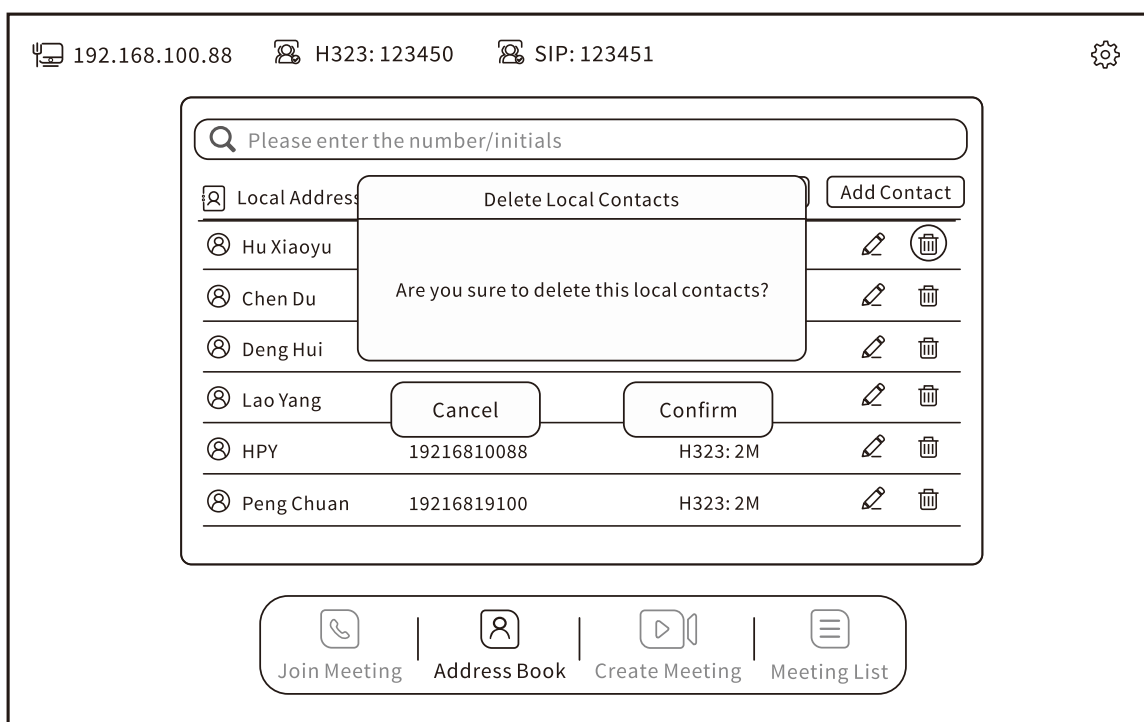 192.168.100.88 H323: 123450 SIP: 123451
Please enter the number/initials
Local Address
Add Contact
Delete Local Contacts
Are you sure to delete this local contacts?
Cancel Confirm
Hu Xiaoyu
Chen Du
Deng Hui
Lao Yang
HPY 19216810088 H323: 2M
Peng Chuan 19216819100 H323: 2M
Join Meeting Address Book Create Meeting Meeting List